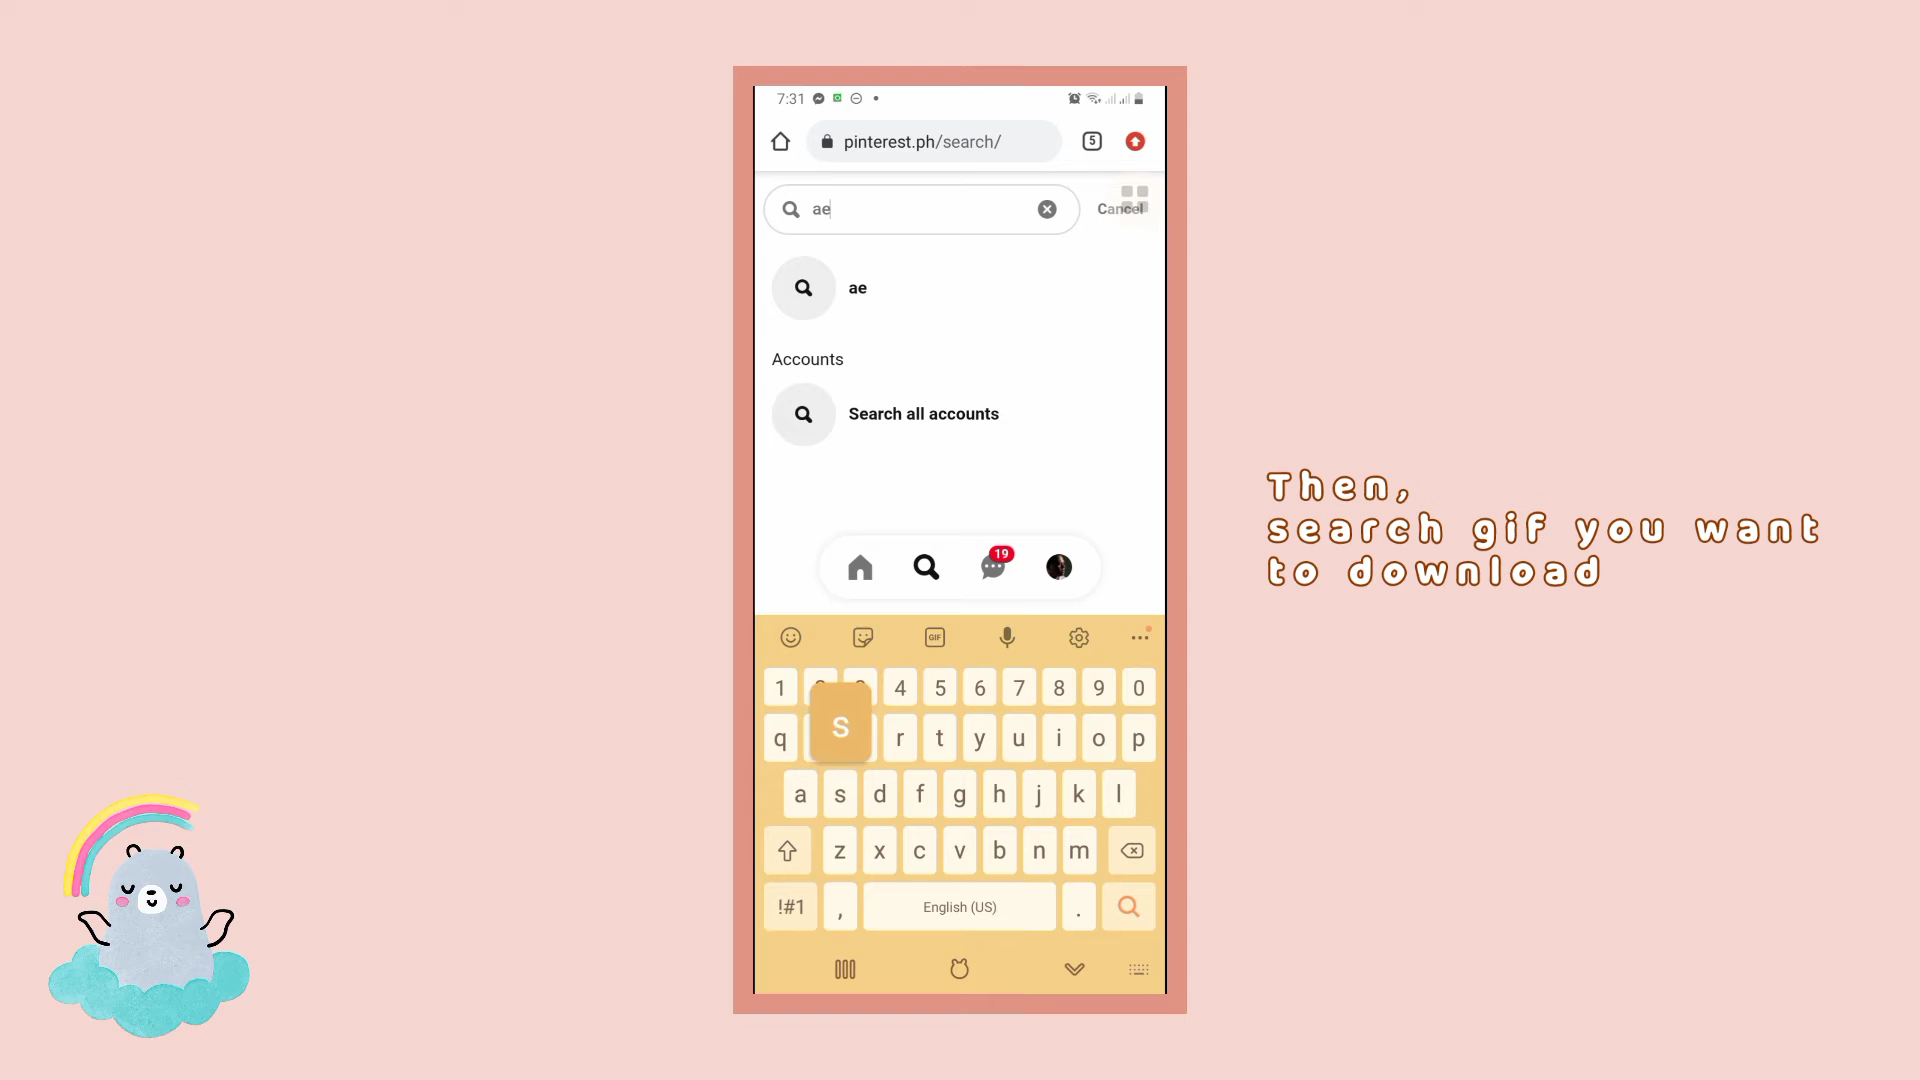 7:31
pinterest.ph/search/
5
ae
Cancel
ae
Accounts
Search all accounts
19
Then,
search gif you want
to download
GIF
1 4 5 6 7 8 9 0
s
q r t y u i o p
a s d f g h j k l
z x c v b n m
!#1 , English (US) .